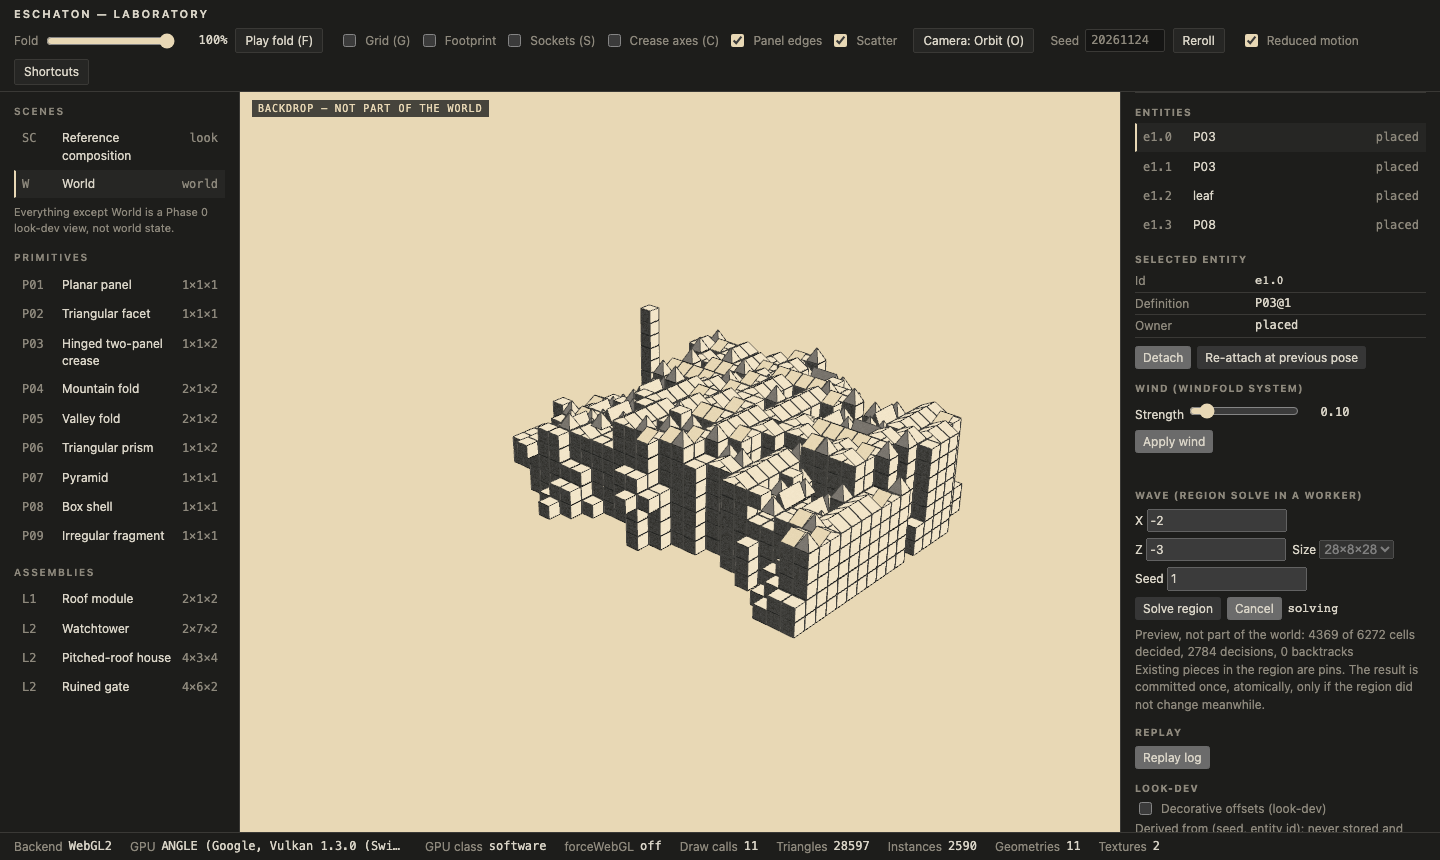 ESCHATON — LABORATORY
Fold 100% Play fold (F) Grid (G) Footprint Sockets (S) Crease axes (C) Panel edges Scatter Camera: Orbit (O) Seed 20261124 Reroll Reduced motion
Shortcuts
SCENES
SC Reference composition look
W World world
Everything except World is a Phase 0
look-dev view, not world state.
PRIMITIVES
P01 Planar panel 1×1×1
P02 Triangular facet 1×1×1
P03 Hinged two-panel crease 1×1×2
P04 Mountain fold 2×1×2
P05 Valley fold 2×1×2
P06 Triangular prism 1×1×2
P07 Pyramid 1×1×1
P08 Box shell 1×1×1
P09 Irregular fragment 1×1×1
ASSEMBLIES
L1 Roof module 2×1×2
L2 Watchtower 2×7×2
L2 Pitched-roof house 4×3×4
L2 Ruined gate 4×6×2
BACKDROP — NOT PART OF THE WORLD
ENTITIES
e1.0 P03 placed
e1.1 P03 placed
e1.2 leaf placed
e1.3 P08 placed
SELECTED ENTITY
Id e1.0
Definition P03@1
Owner placed
Detach Re-attach at previous pose
WIND (WINDFOLD SYSTEM)
Strength 0.10
Apply wind
WAVE (REGION SOLVE IN A WORKER)
X -2
Z -3 Size 28×8×28
Seed 1
Solve region Cancel solving
Preview, not part of the world: 4369 of 6272 cells
decided, 2784 decisions, 0 backtracks
Existing pieces in the region are pins. The result is
committed once, atomically, only if the region did
not change meanwhile.
REPLAY
Replay log
LOOK-DEV
Decorative offsets (look-dev)
Derived from (seed, entity id); never stored and
Backend WebGL2 GPU ANGLE (Google, Vulkan 1.3.0 (Swi… GPU class software forceWebGL off Draw calls 11 Triangles 28597 Instances 2590 Geometries 11 Textures 2